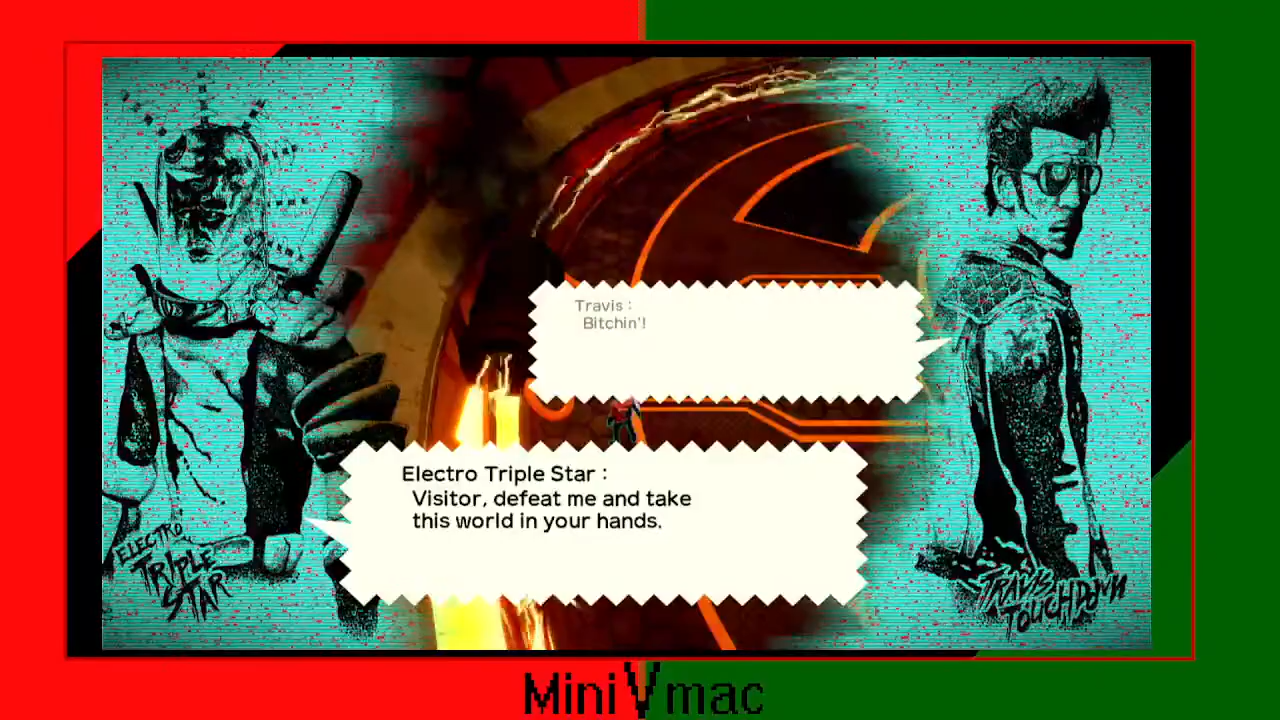 Travis :
Bitchin'!
Electro Triple Star :
Visitor, defeat me and take
this world in your hands.
ELECTRO
TRIPLE
STAR
TRAVIS
TOUCHDOWN
Mini Vmac